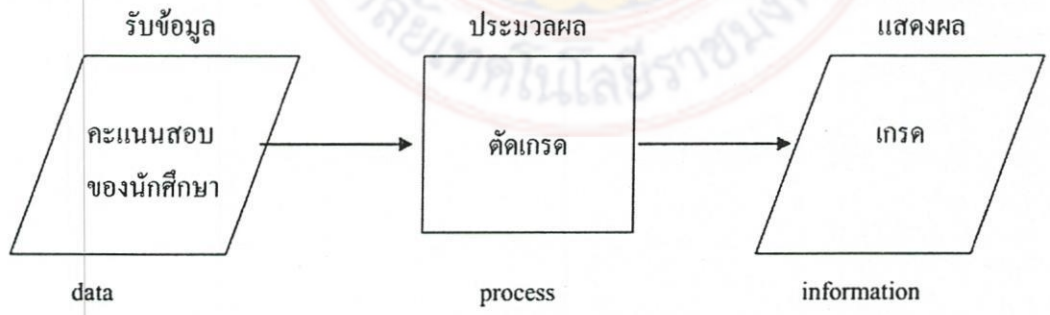 รับข้อมูล
ประมวลผล
แสดงผล
คะแนนสอบ
ของนักศึกษา
ตัดเกรด
เกรด
data
process
information